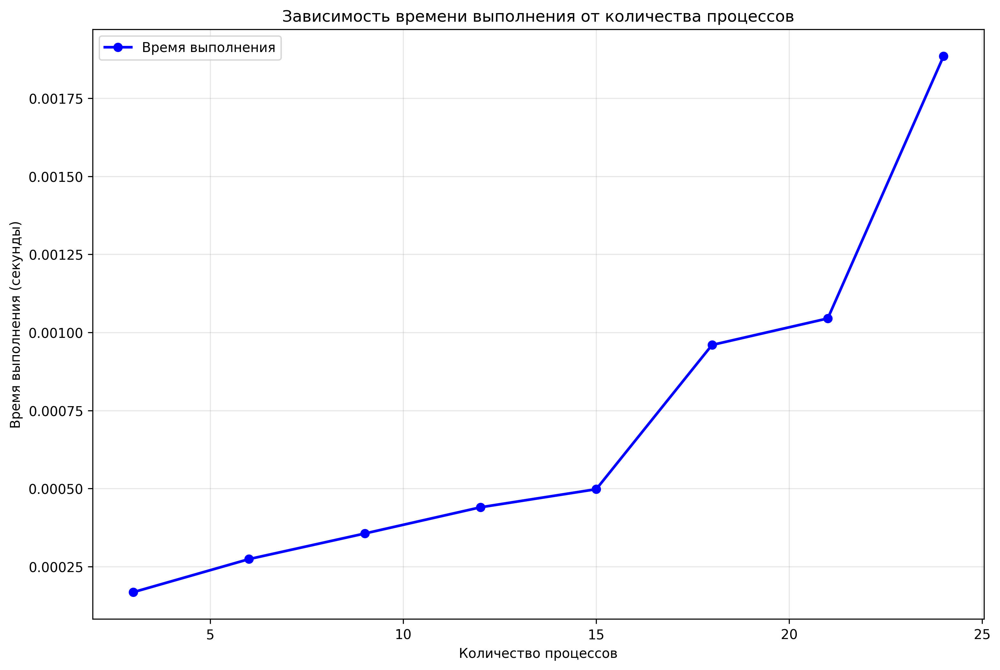 Зависимость времени выполнения от количества процессов
Время выполнения
Время выполнения (секунды)
0.00175
0.00150
0.00125
0.00100
0.00075
0.00050
0.00025
5 10 15 20 25
Количество процессов